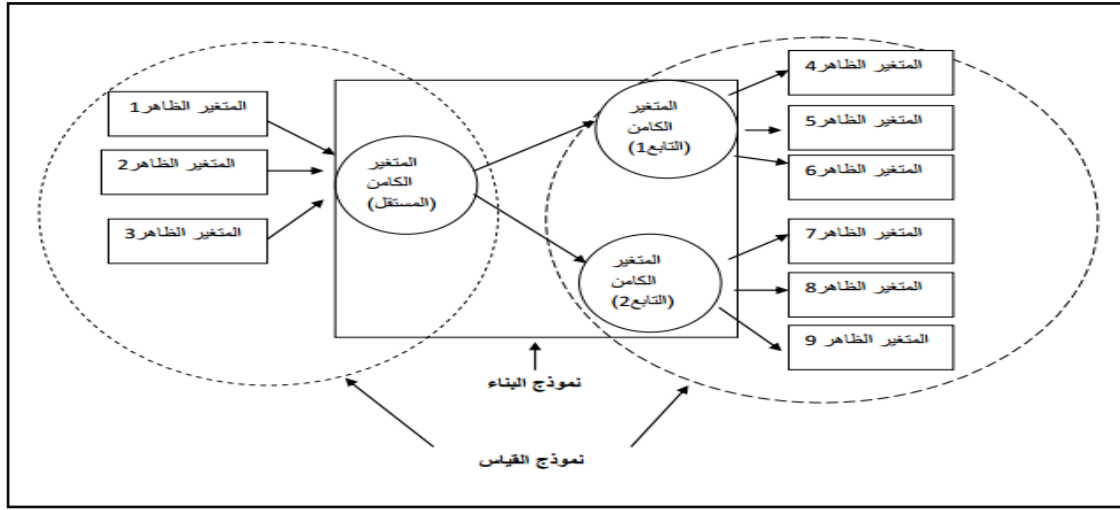 المتغير الظاهر1
المتغير الظاهر2
المتغير الظاهر3
المتغير
الكامن
(المستقل)
المتغير
الكامن
(التابع1)
المتغير
الكامن
(التابع2)
المتغير الظاهر4
المتغير الظاهر5
المتغير الظاهر6
المتغير الظاهر7
المتغير الظاهر8
المتغير الظاهر 9
نموذج البناء
نموذج القياس